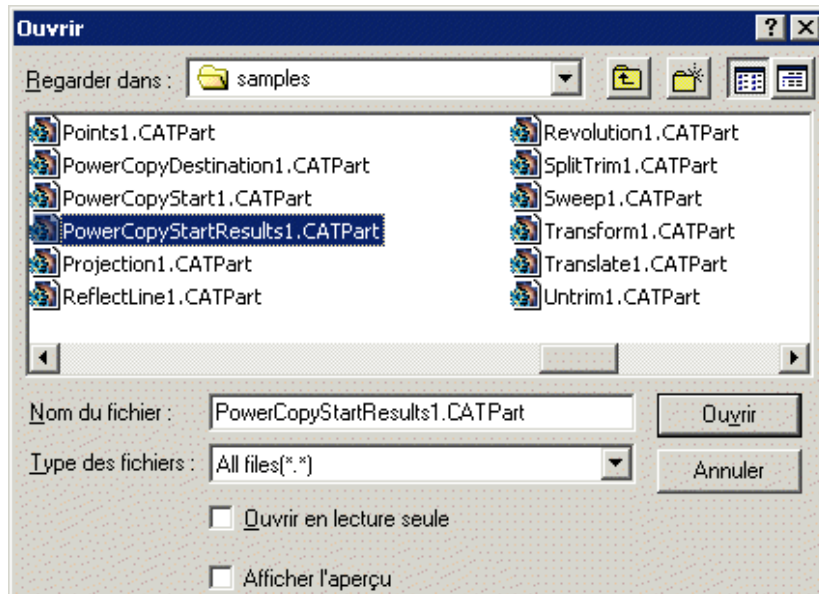 Ouvrir
Regarder dans : samples
Points1.CATPart
PowerCopyDestination1.CATPart
PowerCopyStart1.CATPart
PowerCopyStartResults1.CATPart
Projection1.CATPart
ReflectLine1.CATPart
Revolution1.CATPart
SplitTrim1.CATPart
Sweep1.CATPart
Transform1.CATPart
Translate1.CATPart
Untrim1.CATPart
Nom du fichier : PowerCopyStartResults1.CATPart Ouvrir
Type des fichiers : All files(*.*) Annuler
Ouvrir en lecture seule
Afficher l'aperçu